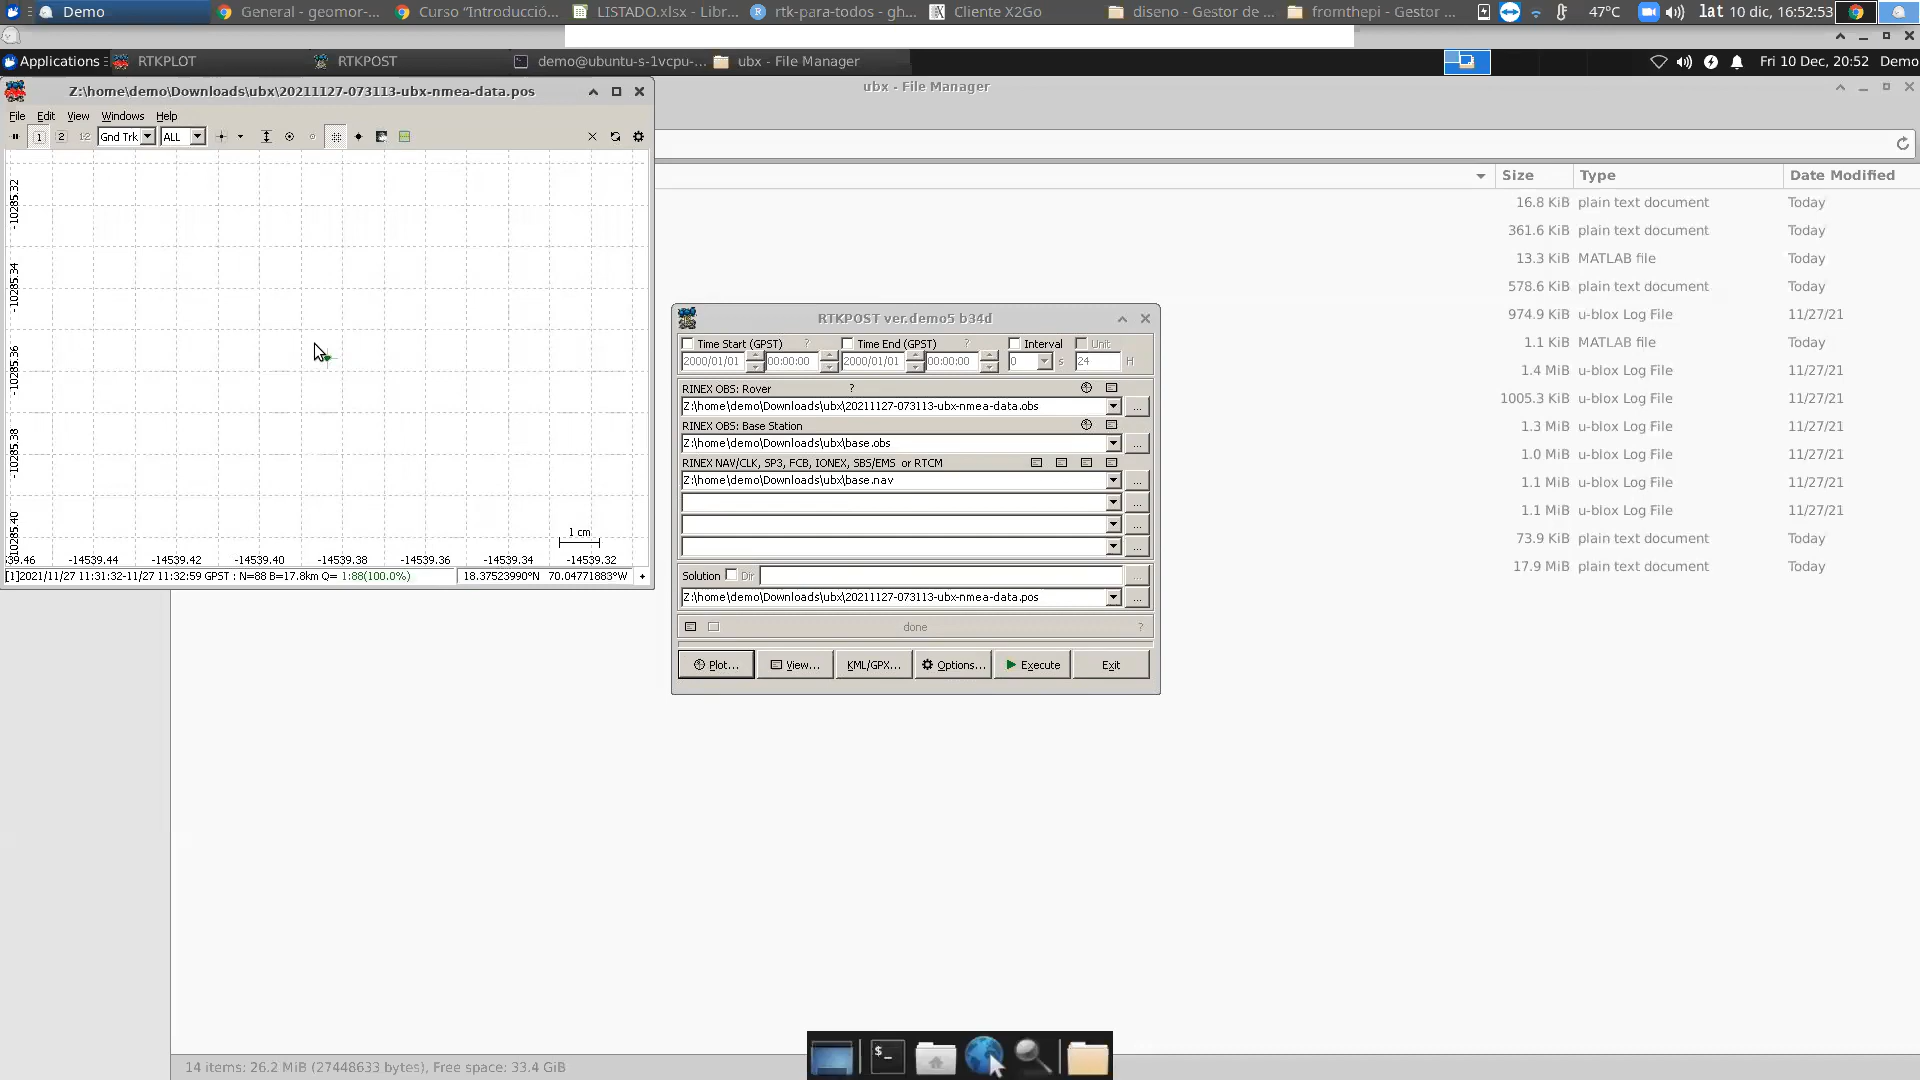 Demo
General - geomor-...
Curso “Introducció...
LISTADO.xlsx - Libr...
rtk-para-todos - gh...
Cliente X2Go
diseno - Gestor de ...
fromthepi - Gestor ...
47°C
lat 10 dic, 16:52:53
Applications
RTKPLOT
RTKPOST
demo@ubuntu-s-1vcpu-...
ubx - File Manager
Fri 10 Dec, 20:52
Demo
Z:\home\demo\Downloads\ubx\20211127-073113-ubx-nmea-data.pos
ubx - File Manager
File Edit View Windows Help
1 2 1-2 Gnd Trk ALL
-10285.32
-10285.34
-10285.36
-10285.38
-10285.40
1 cm
39.46 -14539.44 -14539.42 -14539.40 -14539.38 -14539.36 -14539.34 -14539.32
[1]2021/11/27 11:31:32-11/27 11:32:59 GPST : N=88 B=17.8km Q= 1:88(100.0%)
18.37523990°N 70.04771883°W
Size Type Date Modified
16.8 KiB plain text document Today
361.6 KiB plain text document Today
13.3 KiB MATLAB file Today
578.6 KiB plain text document Today
974.9 KiB u-blox Log File 11/27/21
1.1 KiB MATLAB file Today
1.4 MiB u-blox Log File 11/27/21
1005.3 KiB u-blox Log File 11/27/21
1.3 MiB u-blox Log File 11/27/21
1.0 MiB u-blox Log File 11/27/21
1.1 MiB u-blox Log File 11/27/21
1.1 MiB u-blox Log File 11/27/21
73.9 KiB plain text document Today
17.9 MiB plain text document Today
RTKPOST ver.demo5 b34d
Time Start (GPST) ? Time End (GPST) ? Interval Unit
2000/01/01 00:00:00 2000/01/01 00:00:00 0 s 24 H
RINEX OBS: Rover ?
Z:\home\demo\Downloads\ubx\20211127-073113-ubx-nmea-data.obs ...
RINEX OBS: Base Station
Z:\home\demo\Downloads\ubx\base.obs ...
RINEX NAV/CLK, SP3, FCB, IONEX, SBS/EMS or RTCM
Z:\home\demo\Downloads\ubx\base.nav ...
...
...
...
Solution Dir ...
Z:\home\demo\Downloads\ubx\20211127-073113-ubx-nmea-data.pos ...
done ?
Plot... View... KML/GPX... Options... Execute Exit
14 items: 26.2 MiB (27448633 bytes), Free space: 33.4 GiB